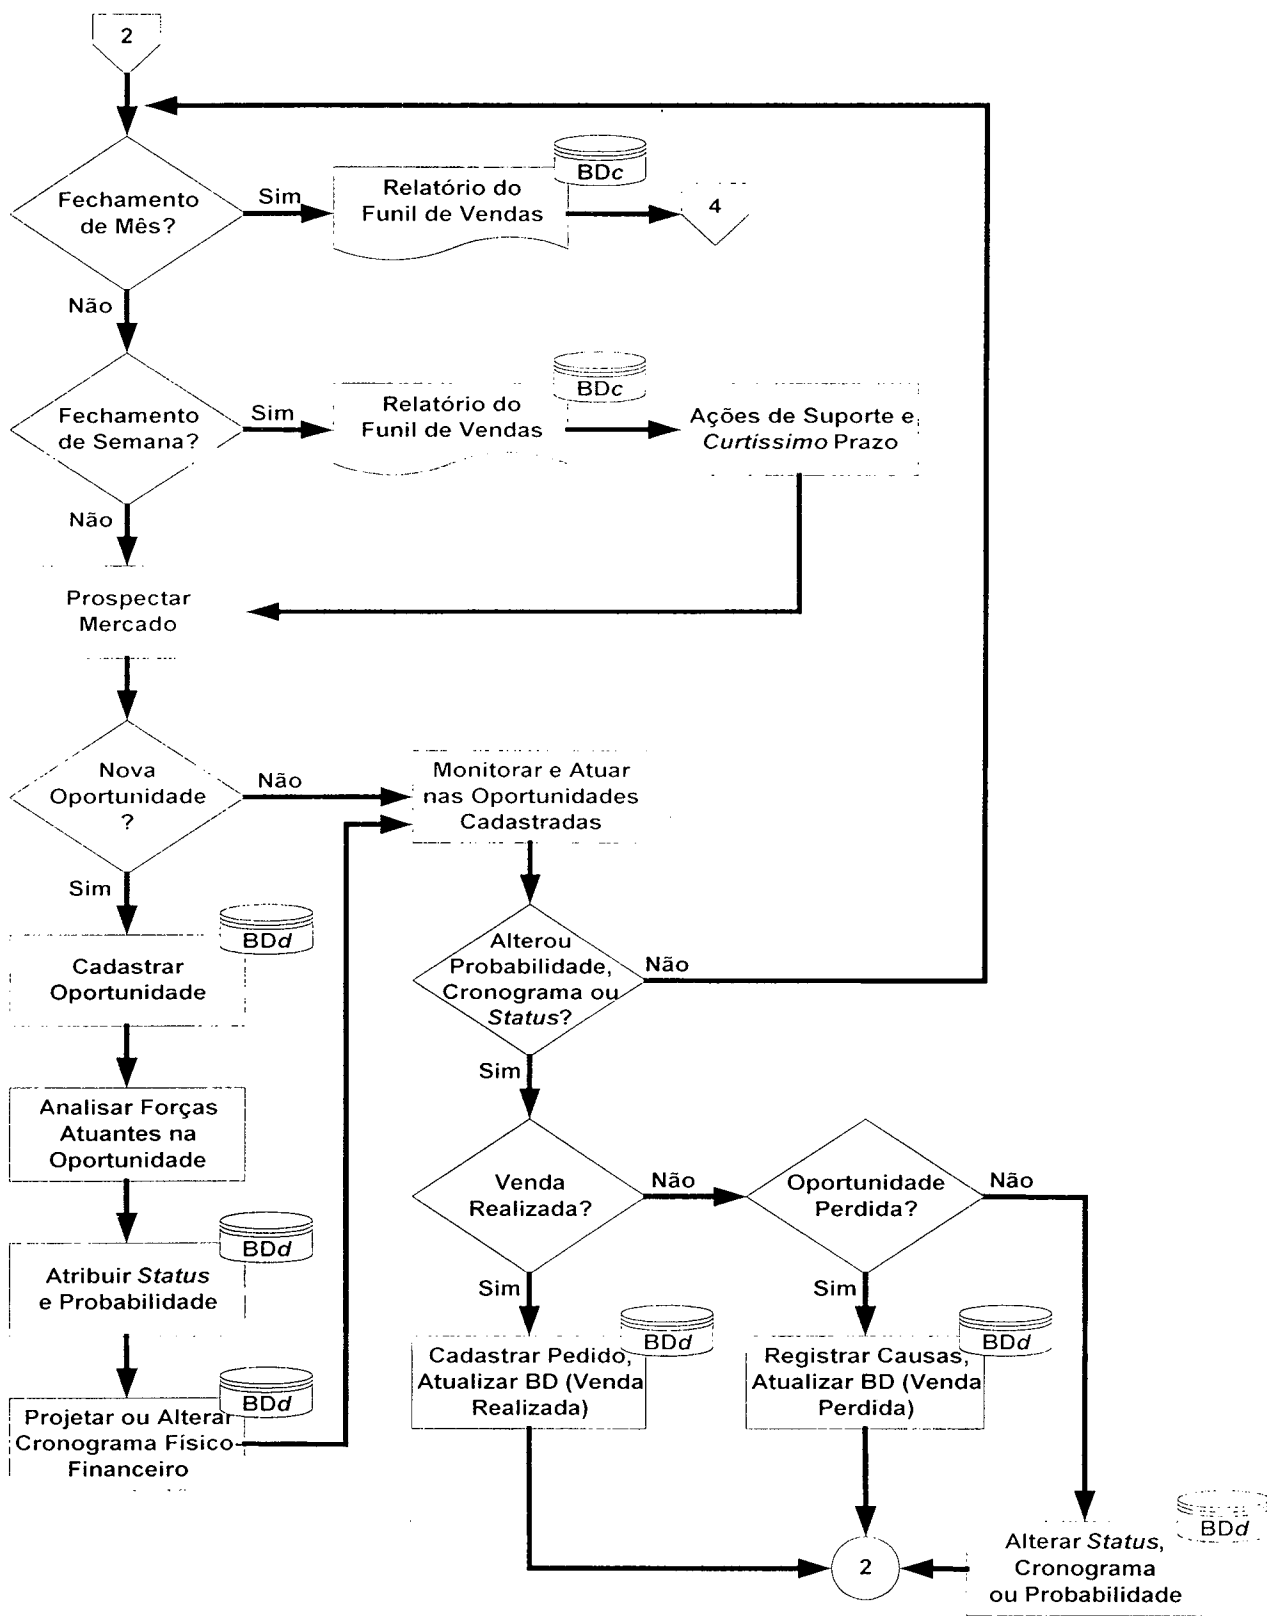 2
Fechamento
de Mês?
Sim
Relatório do
Funil de Vendas
BDc
4
Não
Fechamento
de Semana?
Sim
Relatório do
Funil de Vendas
BDc
Ações de Suporte e
Curtissimo Prazo
Não
Prospectar
Mercado
Nova
Oportunidade
?
Não
Monitorar e Atuar
nas Oportunidades
Cadastradas
Sim
BDd
Cadastrar
Oportunidade
Alterou
Probabilidade,
Cronograma ou
Status?
Não
Sim
Analisar Forças
Atuantes na
Oportunidade
Venda
Realizada?
Não
Oportunidade
Perdida?
Não
BDd
Atribuir Status
e Probabilidade
Sim
Sim
BDd
Cadastrar Pedido,
Atualizar BD (Venda
Realizada)
BDd
Registrar Causas,
Atualizar BD (Venda
Perdida)
BDd
Projetar ou Alterar
Cronograma Físico
Financeiro
2
BDd
Alterar Status,
Cronograma
ou Probabilidade